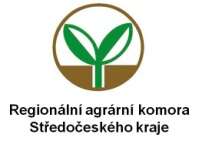 Regionální agrární komora
Středočeského kraje